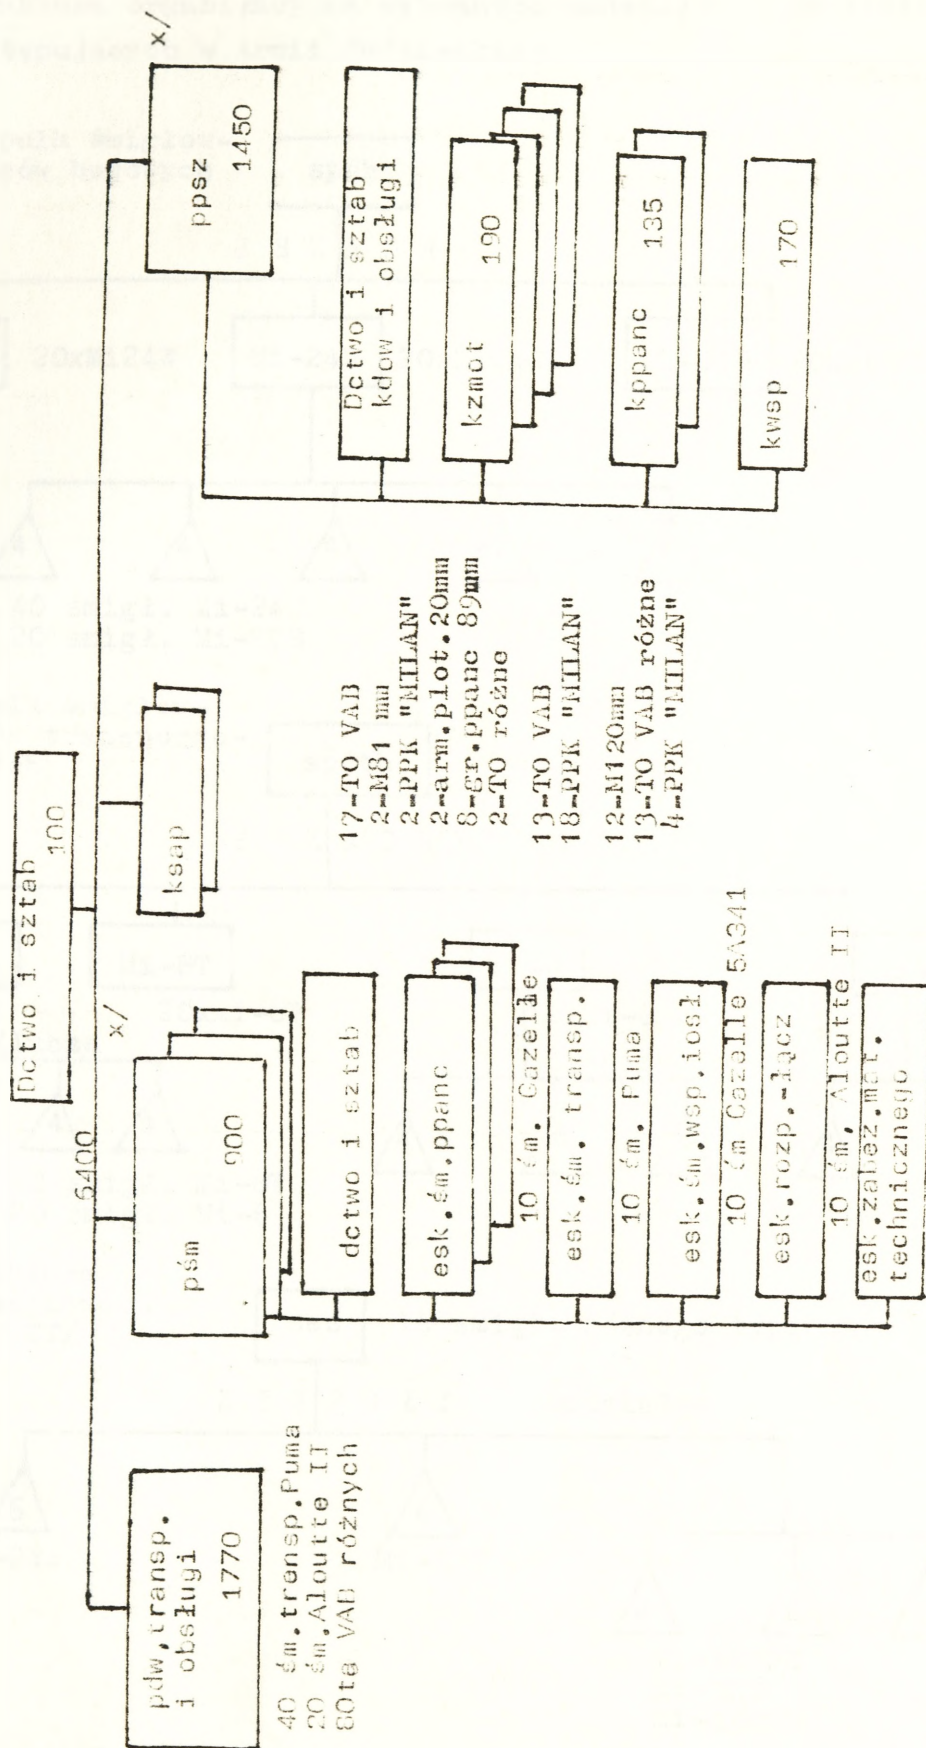 Dctwo i sztab
100
6400
pdw,transp.
i obsługi
1770
40 śm.trensp.Puma
20 śm.Aloutte II
80tą VAB różnych
x/
pśm
900
dctwo i sztab
esk.śm.ppanc
10 śm. Gazelle
esk.śm. transp.
10 śm. Puma
esk.śm.wsp.iosł.
10 śm Gazelle 5A341
esk.rozp.-łącz
10 śm. Aloutte II
esk.zabez.mat.
technicznego
ksap
17-TO VAB
2-M81 mm
2-PPK "MILAN"
2-arm.plot.20mm
8-gr.ppanc 89mm
2-TO różne
13-TO VAB
18-PPK "MILAN"
12-M120mm
13-TO VAB różne
4-PPK "MILAN"
x/
ppsz
1450
Dctwo i sztab
kdow i obsługi
kzmot
190
kppanc
135
kwsp
170